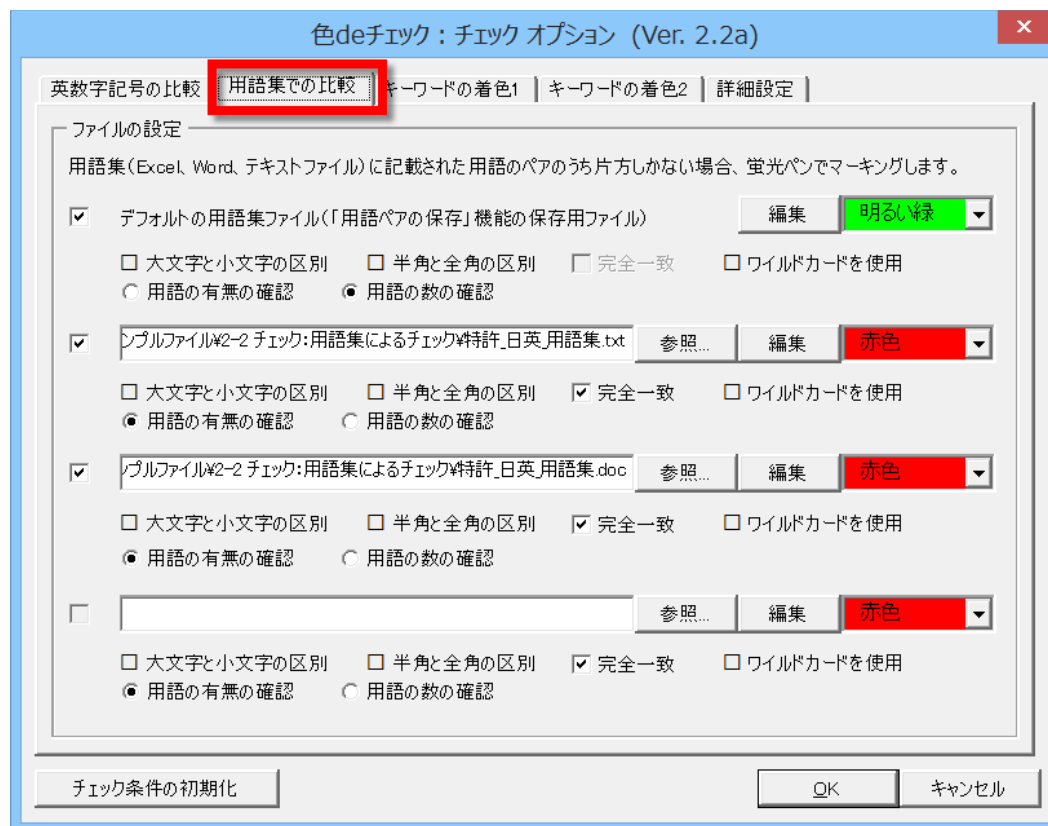 色deチェック：チェック オプション (Ver. 2.2a)
英数字記号の比較 用語集での比較 キーワードの着色1 キーワードの着色2 詳細設定
ファイルの設定
用語集(Excel、Word、テキストファイル)に記載された用語のペアのうち片方しかない場合、蛍光ペンでマーキングします。
デフォルトの用語集ファイル(「用語ペアの保存」機能の保存用ファイル) 編集 明るい緑
大文字と小文字の区別 半角と全角の区別 完全一致 ワイルドカードを使用
用語の有無の確認 用語の数の確認
ンプルファイル¥2-2 チェック:用語集によるチェック¥特許_日英_用語集.txt 参照... 編集 赤色
大文字と小文字の区別 半角と全角の区別 完全一致 ワイルドカードを使用
用語の有無の確認 用語の数の確認
プルファイル¥2-2 チェック:用語集によるチェック¥特許_日英_用語集.doc 参照... 編集 赤色
大文字と小文字の区別 半角と全角の区別 完全一致 ワイルドカードを使用
用語の有無の確認 用語の数の確認
参照... 編集 赤色
大文字と小文字の区別 半角と全角の区別 完全一致 ワイルドカードを使用
用語の有無の確認 用語の数の確認
チェック条件の初期化 OK キャンセル